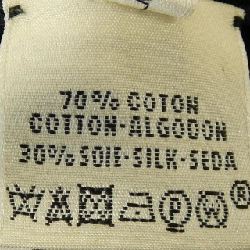 70% COTON
COTTON-ALGODON
30% SOIE-SILK-SEDA